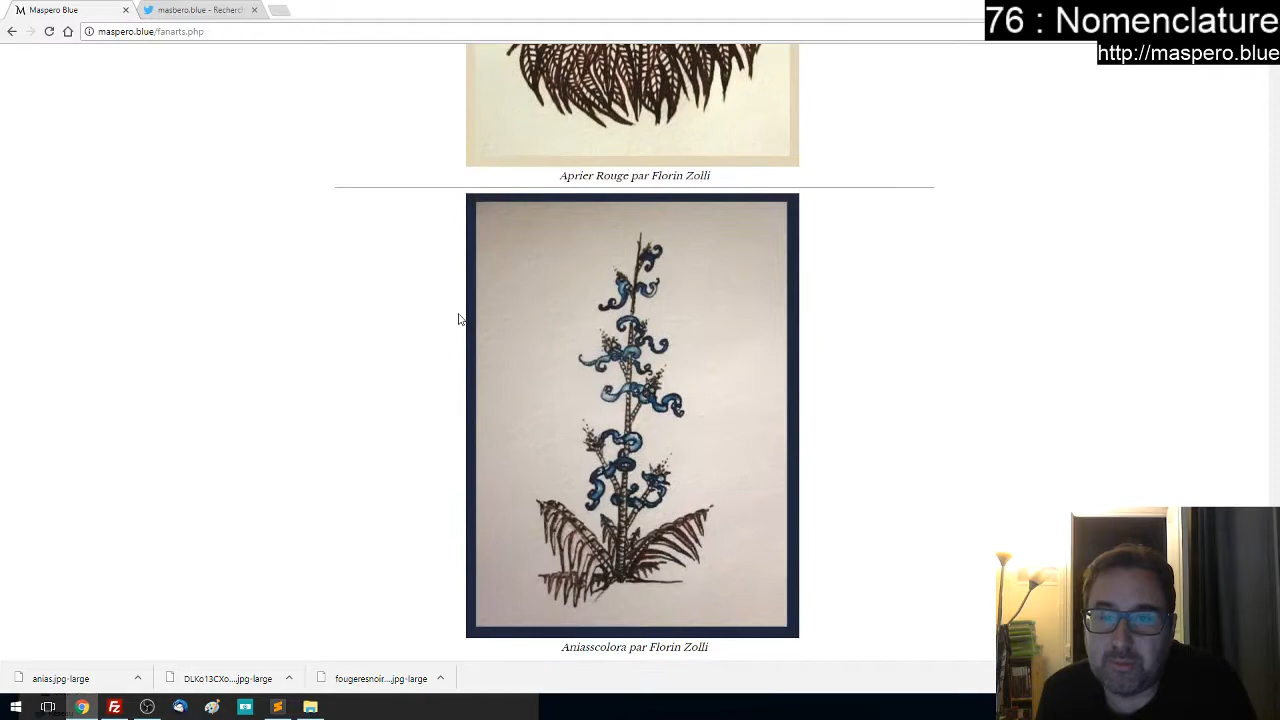 Maspero Blue
maspero.blue - Recherch
76 : Nomenclature
maspero.blue/fanarts.php
http://maspero.blue
Aprier Rouge par Florin Zolli
Aniasscolora par Florin Zolli
anias.jpg-large
DLKo13CXo....jpg-large
fougeresnoir....jpg-large